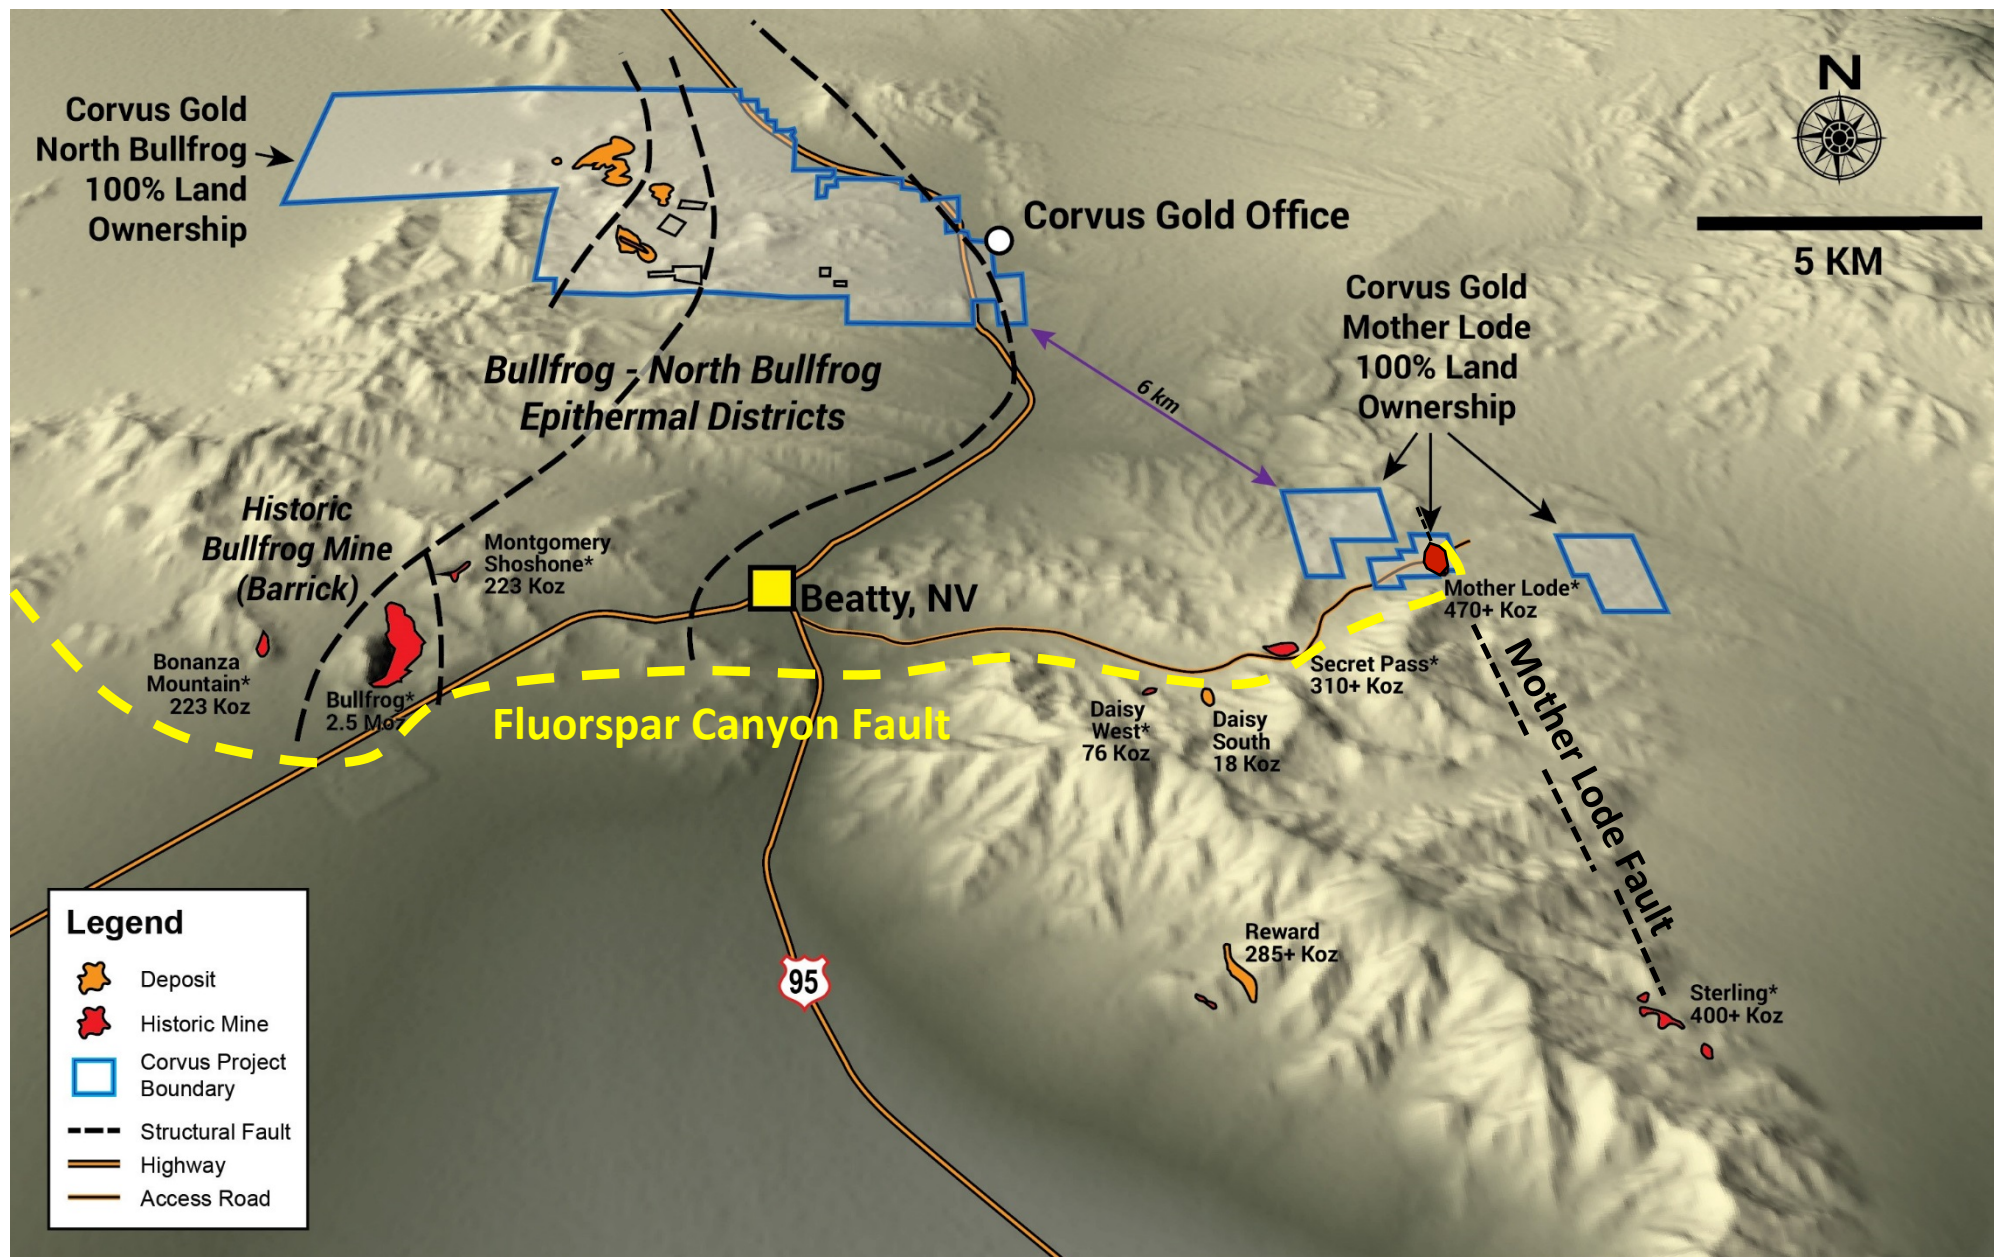 Corvus Gold
North Bullfrog
100% Land
Ownership
N
5 KM
Corvus Gold Office
Corvus Gold
Mother Lode
100% Land
Ownership
6 km
Bullfrog - North Bullfrog
Epithermal Districts
Historic
Bullfrog Mine
(Barrick)
Montgomery
Shoshone*
223 Koz
Beatty, NV
Mother Lode*
470+ Koz
Bonanza
Mountain*
223 Koz
Bullfrog*
2.5 Moz
Secret Pass*
310+ Koz
Fluorspar Canyon Fault
Daisy
West*
76 Koz
Daisy
South
18 Koz
Mother Lode Fault
Reward
285+ Koz
95
Sterling*
400+ Koz
Legend
Deposit
Historic Mine
Corvus Project
Boundary
Structural Fault
Highway
Access Road